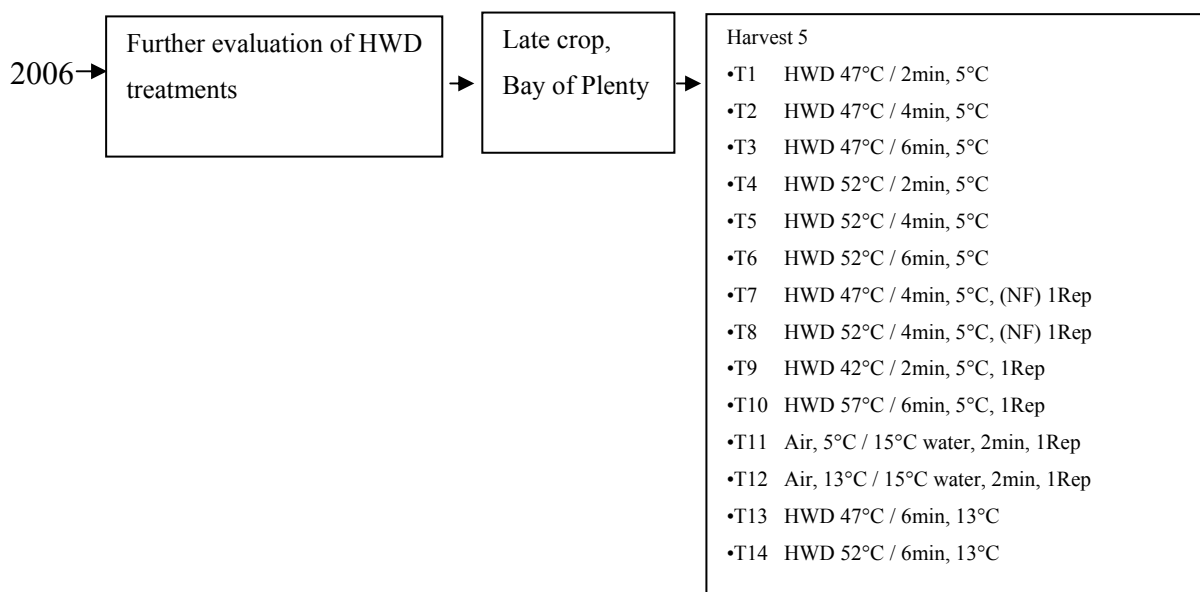 2006
Further evaluation of HWD
treatments
Late crop,
Bay of Plenty
Harvest 5
•T1 HWD 47°C / 2min, 5°C
•T2 HWD 47°C / 4min, 5°C
•T3 HWD 47°C / 6min, 5°C
•T4 HWD 52°C / 2min, 5°C
•T5 HWD 52°C / 4min, 5°C
•T6 HWD 52°C / 6min, 5°C
•T7 HWD 47°C / 4min, 5°C, (NF) 1Rep
•T8 HWD 52°C / 4min, 5°C, (NF) 1Rep
•T9 HWD 42°C / 2min, 5°C, 1Rep
•T10 HWD 57°C / 6min, 5°C, 1Rep
•T11 Air, 5°C / 15°C water, 2min, 1Rep
•T12 Air, 13°C / 15°C water, 2min, 1Rep
•T13 HWD 47°C / 6min, 13°C
•T14 HWD 52°C / 6min, 13°C